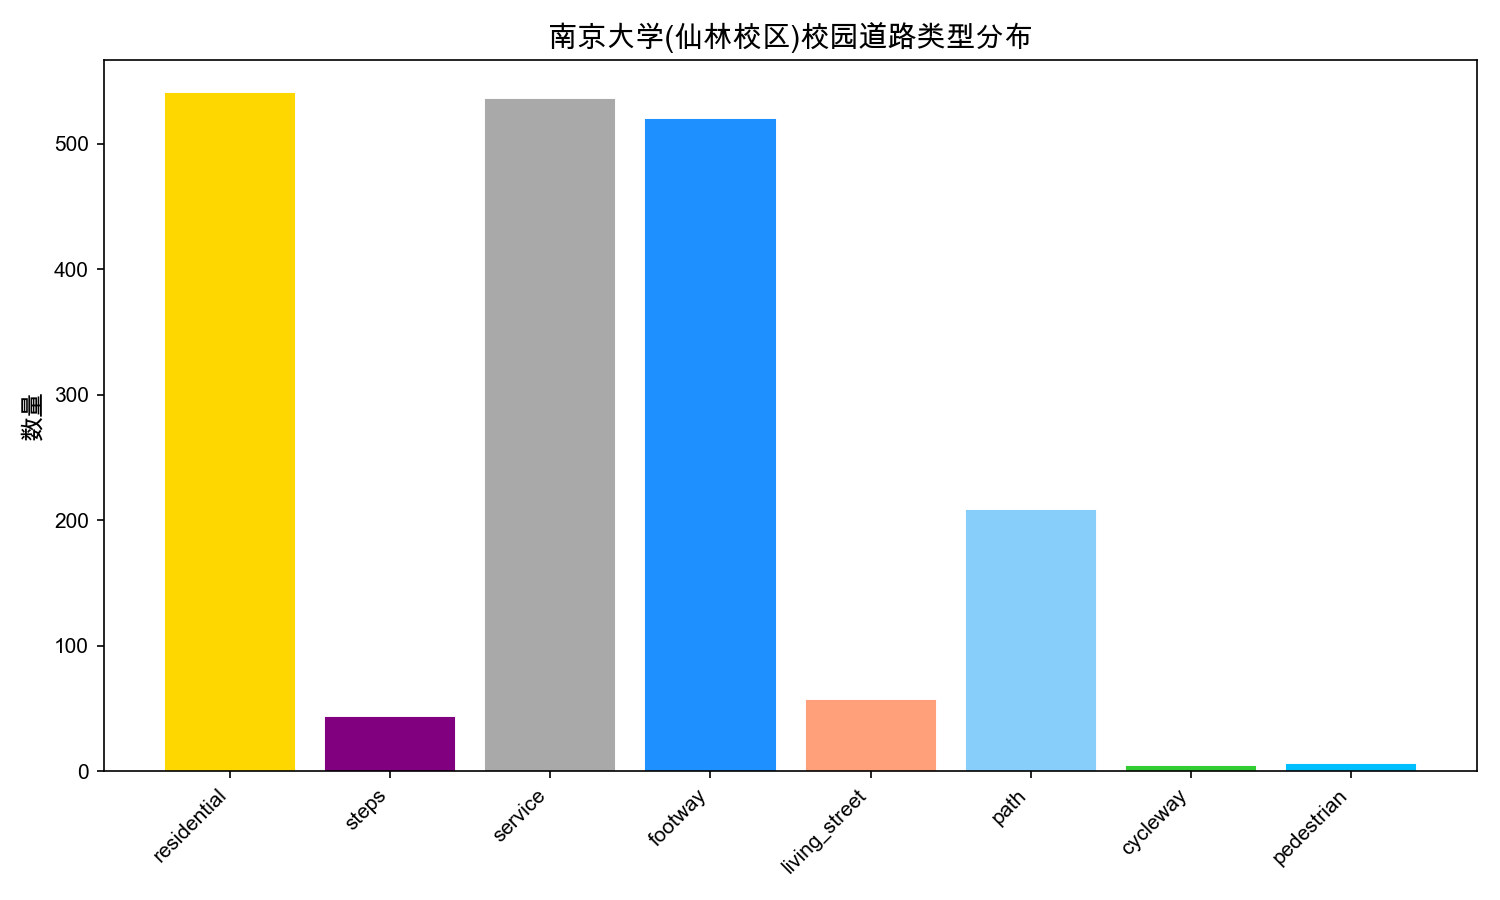 南京大学(仙林校区)校园道路类型分布
数量
500
400
300
200
100
0
residential
steps
service
footway
living_street
path
cycleway
pedestrian